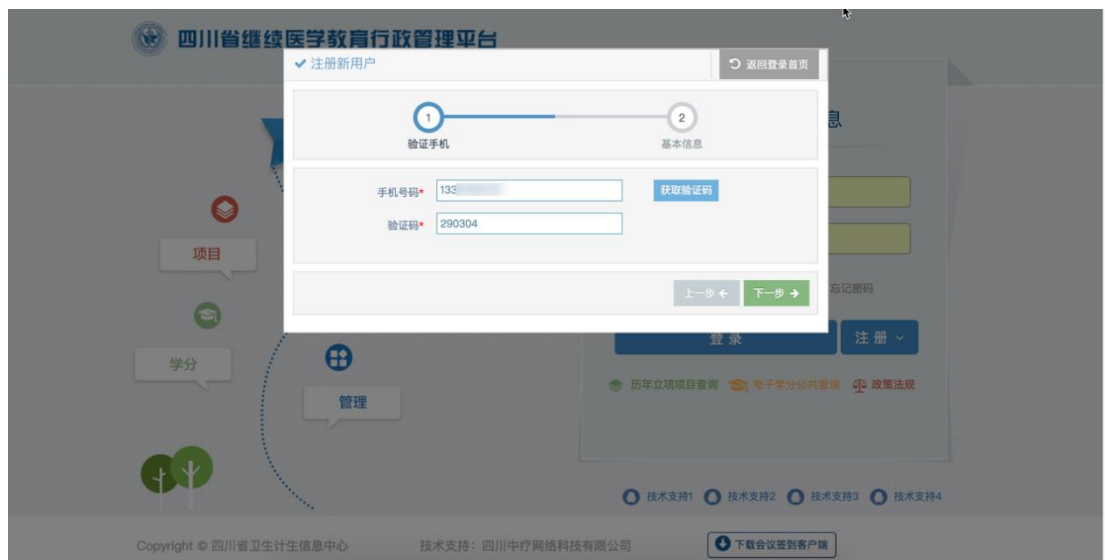 四川省继续医学教育行政管理平台
注册新用户
返回登录首页
1
2
验证手机
基本信息
息
手机号码*
133
获取验证码
验证码*
290304
项目
上一步
下一步
忘记密码
登录
注册
学分
历年立项项目查询
电子学分公共查询
政策法规
管理
技术支持1
技术支持2
技术支持3
技术支持4
Copyright © 四川省卫生计生信息中心
技术支持：四川中疗网络科技有限公司
下载会议签到客户端